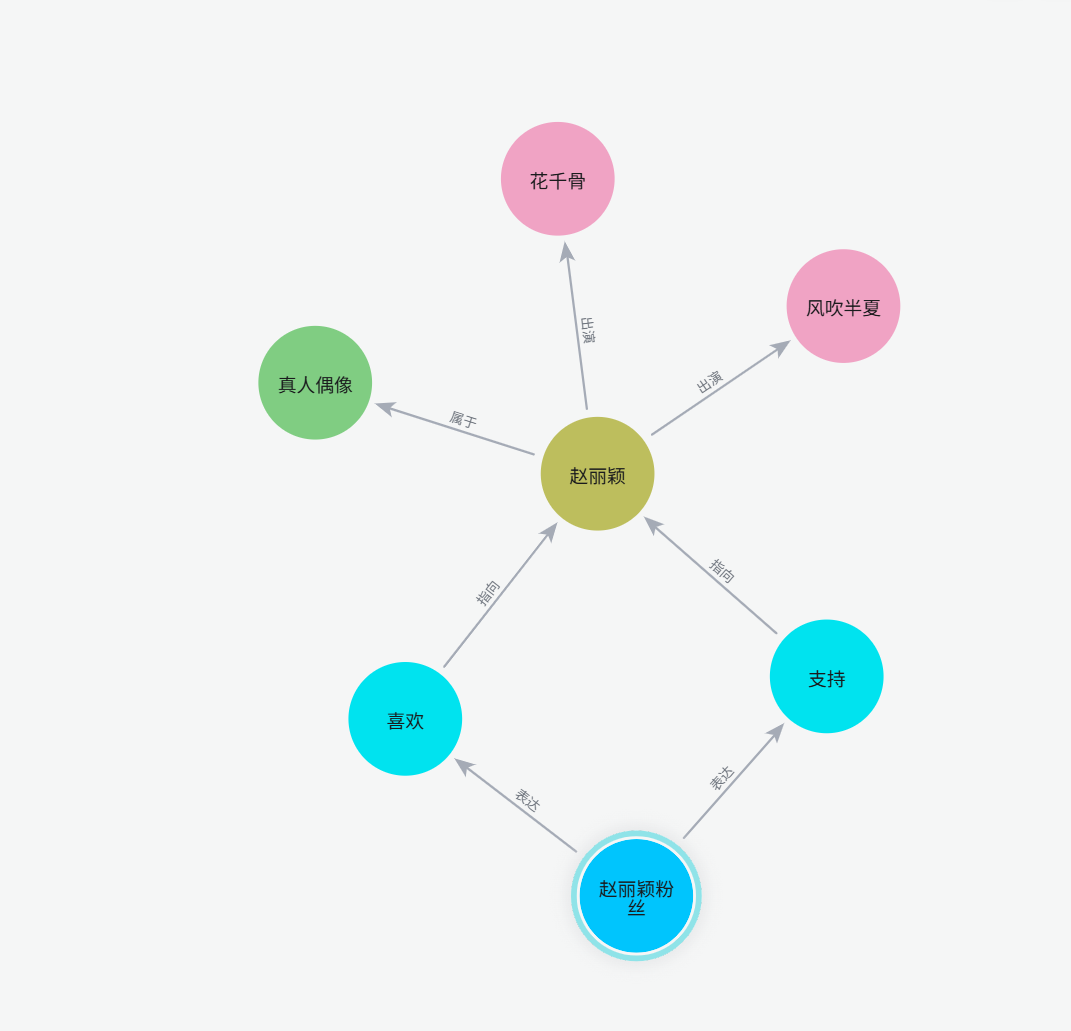 花千骨
风吹半夏
出演
出演
真人偶像
属于
赵丽颖
指向
指向
支持
喜欢
表达
表达
赵丽颖粉
丝